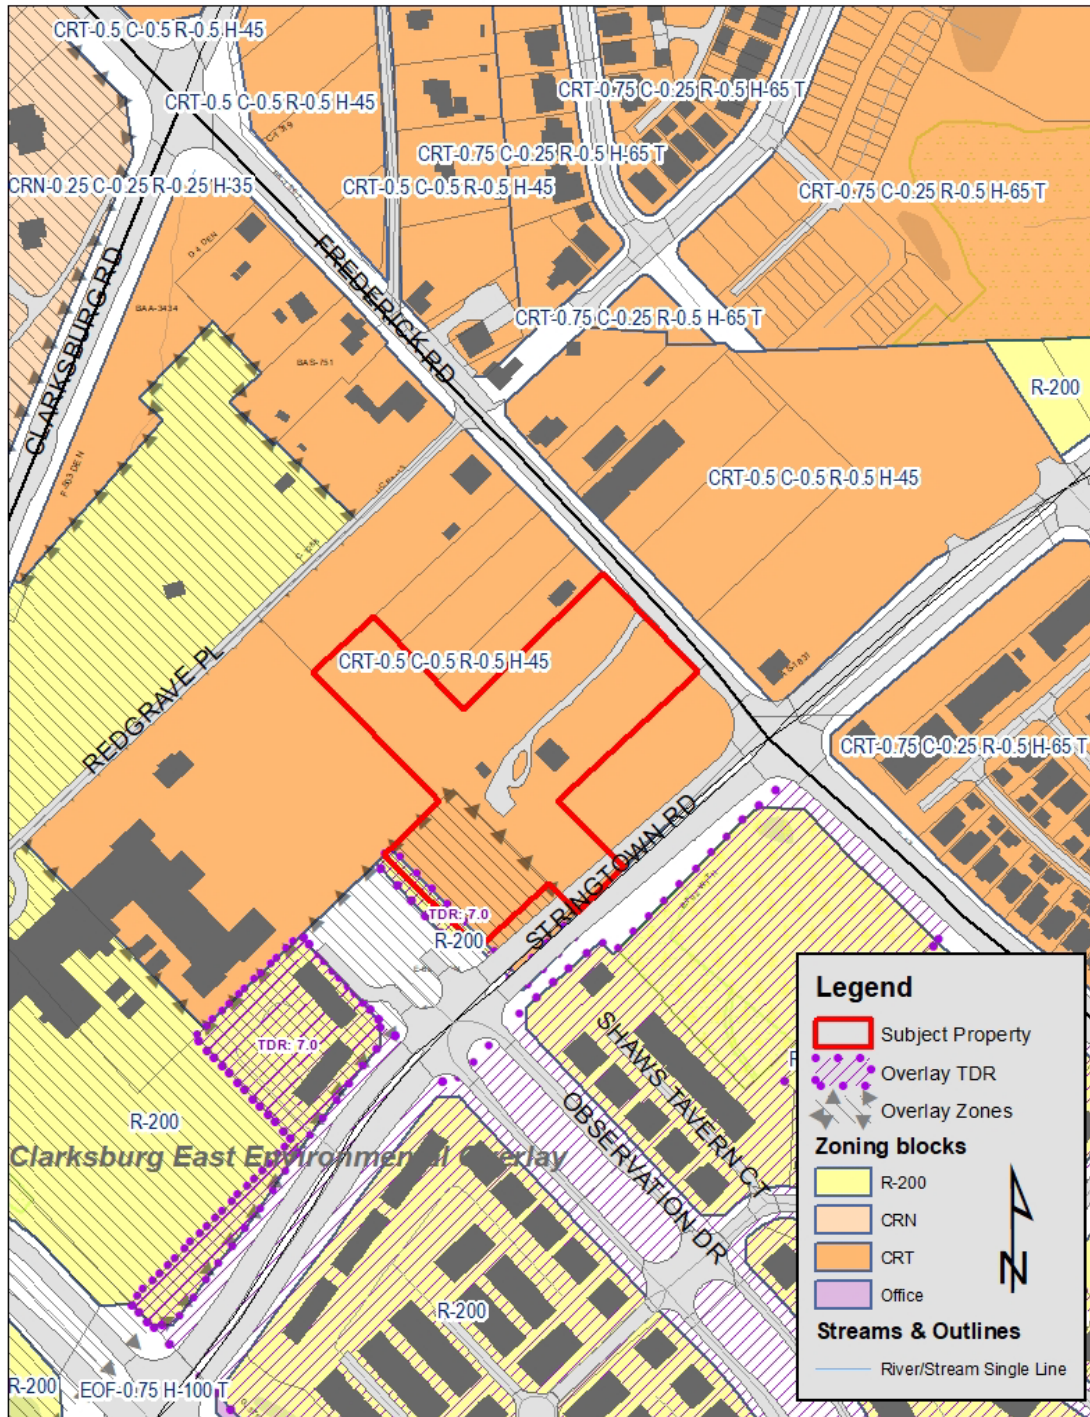 CRT-0.5 C-0.5 R-0.5 H-45
CRT-0.75 C-0.25 R-0.5 H-65 T
CRT-0.5 C-0.5 R-0.5 H-45
CRT-0.75 C-0.25 R-0.5 H-65 T
CRN-0.25 C-0.25 R-0.25 H-35
CRT-0.5 C-0.5 R-0.5 H-45
CRT-0.75 C-0.25 R-0.5 H-65 T
FREDERICK RD
CLARKSBURG RD
BAA-3434
CRT-0.75 C-0.25 R-0.5 H-65 T
BAS-751
R-200
CRT-0.5 C-0.5 R-0.5 H-45
REDGRAVE PL
CRT-0.5 C-0.5 R-0.5 H-45
CRT-0.75 C-0.25 R-0.5 H-65 T
STRINGTOWN RD
TDR: 7.0
R-200
TDR: 7.0
R-200
SHAWS TAVERN CT
OBSERVATION DR
Clarksburg East Environmental Overlay
R-200
R-200
EOF-0.75 H-100 T
Legend
Subject Property
Overlay TDR
Overlay Zones
Zoning blocks
R-200
CRN
CRT
Office
N
Streams & Outlines
River/Stream Single Line